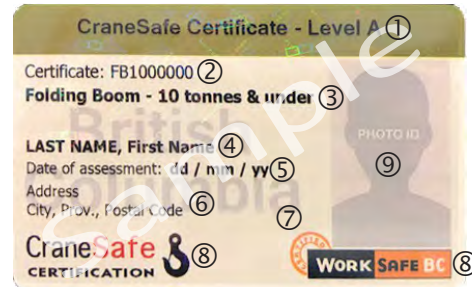 CraneSafe Certificate - Level A ①
Certificate: FB1000000 ②
Folding Boom - 10 tonnes & under ③
British
Columbia
Sample
LAST NAME, First Name ④
Date of assessment: dd / mm / yy ⑤
Address
City, Prov., Postal Code ⑥
PHOTO ID
⑨
⑦
CraneSafe
CERTIFICATION ⑧
CERTIFIED
WORK SAFE BC ⑧